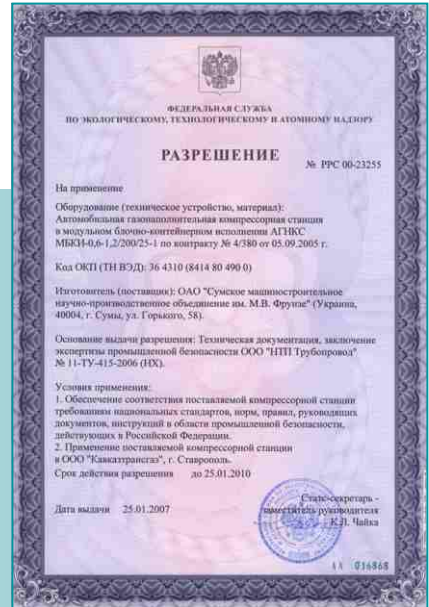 ФЕДЕРАЛЬНАЯ СЛУЖБА
ПО ЭКОЛОГИЧЕСКОМУ, ТЕХНОЛОГИЧЕСКОМУ И АТОМНОМУ НАДЗОРУ
РАЗРЕШЕНИЕ
№ РРС 00-23255
На применение
Оборудование (техническое устройство, материал):
Автомобильная газонаполнительная компрессорная станция
в модульном блочно-контейнерном исполнении АГНКС
МБКИ-0,6-1,2/200/25-1 по контракту № 4/380 от 05.09.2005 г.
Код ОКП (ТН ВЭД): 36 4310 (8414 80 490 0)
Изготовитель (поставщик): ОАО "Сумское машиностроительное
научно-производственное объединение им. М.В. Фрунзе" (Украина,
40004, г. Сумы, ул. Горького, 58).
Основание выдачи разрешения: Техническая документация, заключение
экспертизы промышленной безопасности ООО "НТП Трубопровод"
№ 11-ТУ-415-2006 (НХ).
Условия применения:
1. Обеспечение соответствия поставляемой компрессорной станции
требованиям национальных стандартов, норм, правил, руководящих
документов, инструкций в области промышленной безопасности,
действующих в Российской Федерации.
2. Применение поставляемой компрессорной станции
в ООО "Кавказтрансгаз", г. Ставрополь.
Срок действия разрешения до 25.01.2010
Дата выдачи 25.01.2007
Статс-секретарь -
заместитель руководителя
К.Л. Чайка
АА 016868